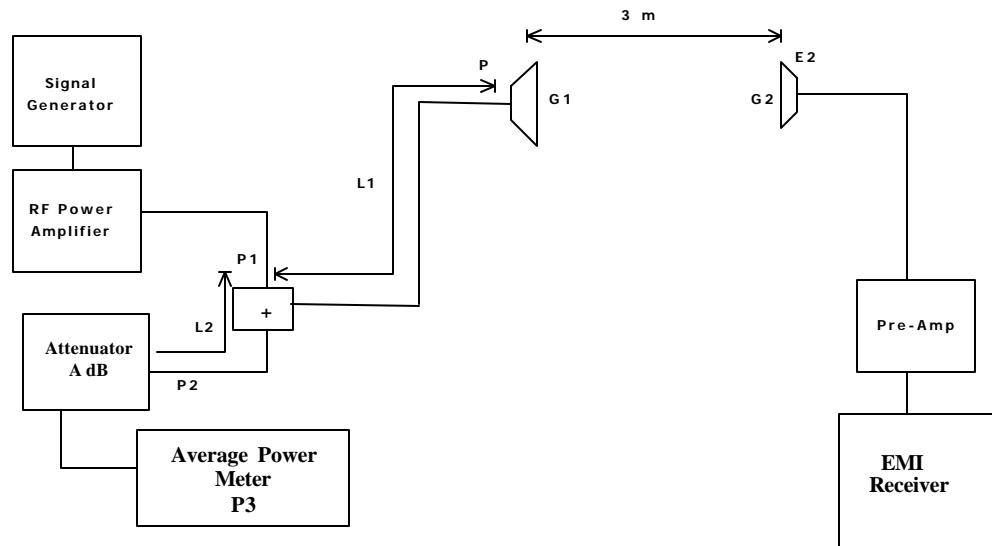 3 m
E2
P
Signal
Generator
G1
G2
L1
RF Power
Amplifier
P1
+
L2
Pre-Amp
Attenuator
A dB
P2
Average Power
Meter
P3
EMI
Receiver